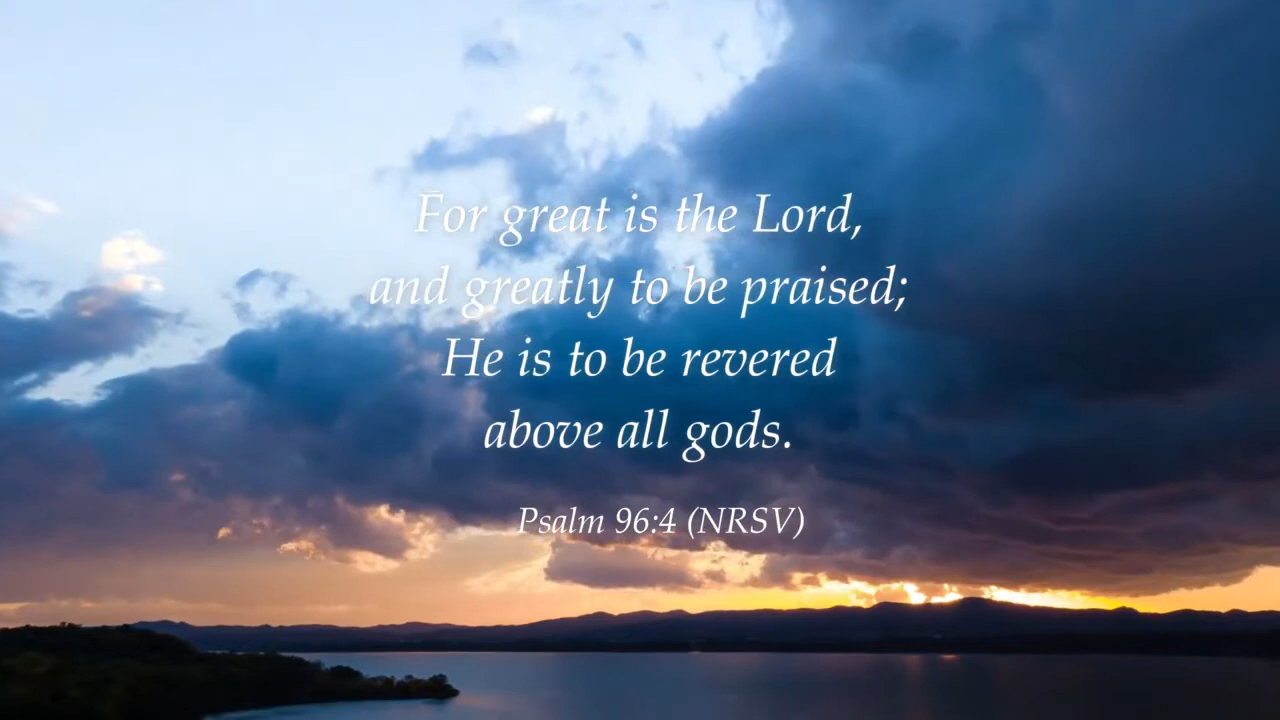 For great is the Lord,
and greatly to be praised;
He is to be revered
above all gods.
Psalm 96:4 (NRSV)